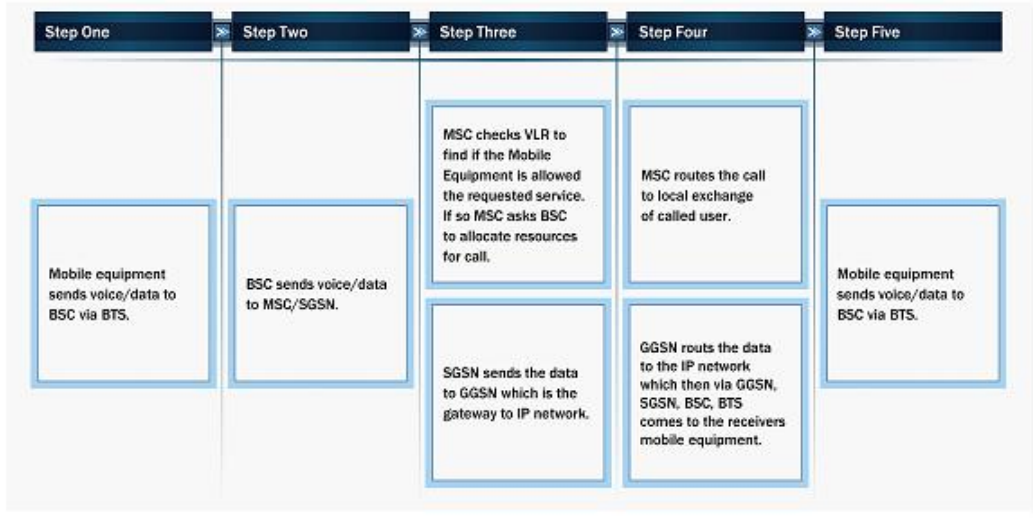 Step One
Step Two
Step Three
Step Four
Step Five
Mobile equipment
sends voice/data to
BSC via BTS.
BSC sends voice/data
to MSC/SGSN.
MSC checks VLR to
find if the Mobile
Equipment is allowed
the requested service.
If so MSC asks BSC
to allocate resources
for call.
SGSN sends the data
to GGSN which is the
gateway to IP network.
MSC routes the call
to local exchange
of called user.
GGSN routs the data
to the IP network
which then via GGSN,
SGSN, BSC, BTS
comes to the receivers
mobile equipment.
Mobile equipment
sends voice/data to
BSC via BTS.